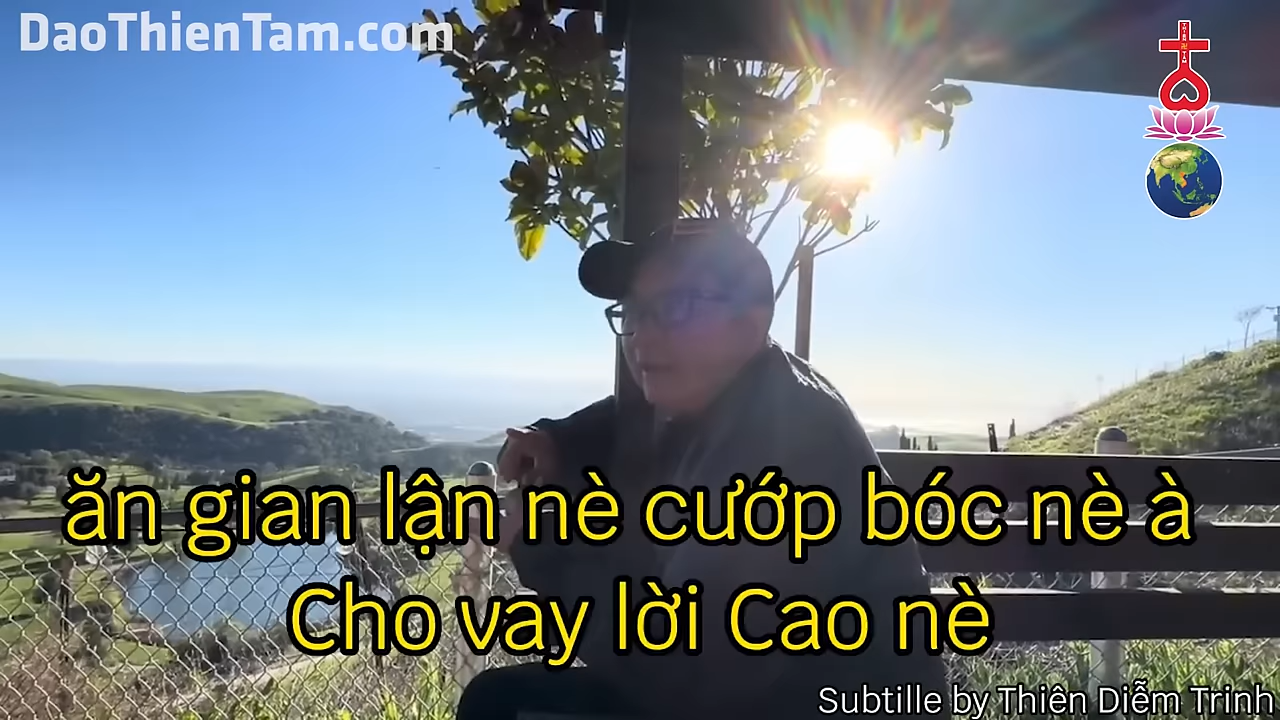 DaoThienTam.com
ăn gian lận nè cướp bóc nè à
Cho vay lời Cao nè
Subtille by Thiên Diễm Trinh